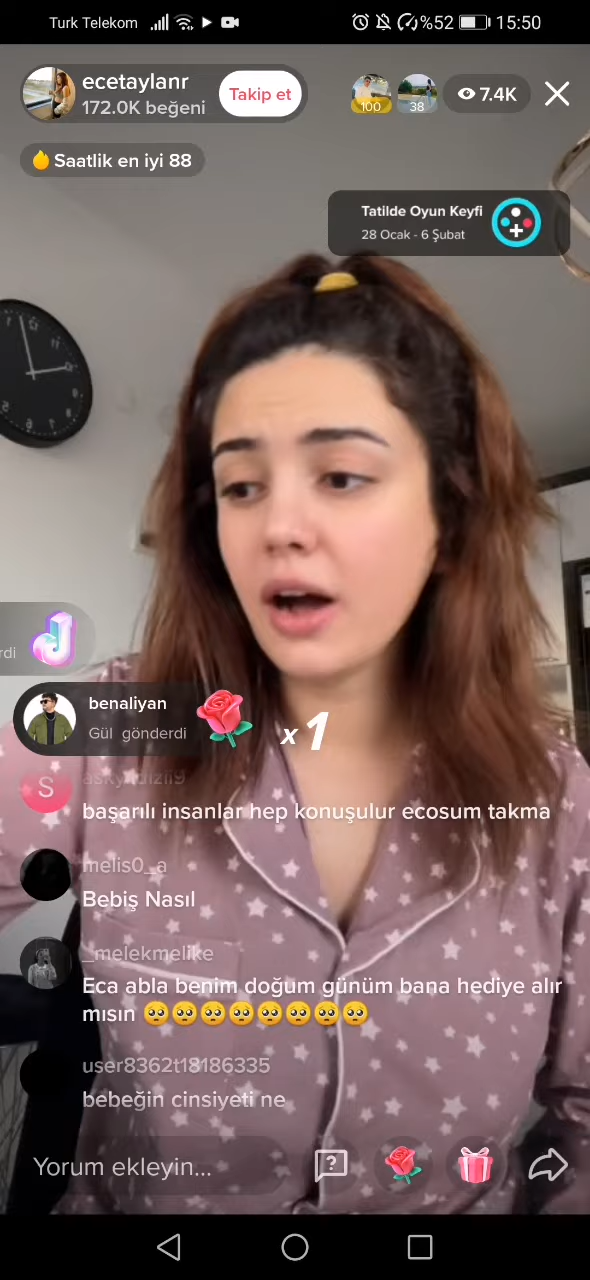 Turk Telekom
%52
15:50
ecetaylanr
172.0K beğeni
Takip et
100
38
7.4K
Saatlik en iyi 88
Tatilde Oyun Keyfi
28 Ocak - 6 Şubat
rdi
benaliyan
Gül gönderdi
x 1
S
başarılı insanlar hep konuşulur ecosum takma
melis0_a
Bebiş Nasıl
_melekmelike
Eca abla benim doğum günüm bana hediye alır
mısın 🥺🥺🥺🥺🥺🥺🥺🥺
user8362t18186335
bebeğin cinsiyeti ne
Yorum ekleyin...